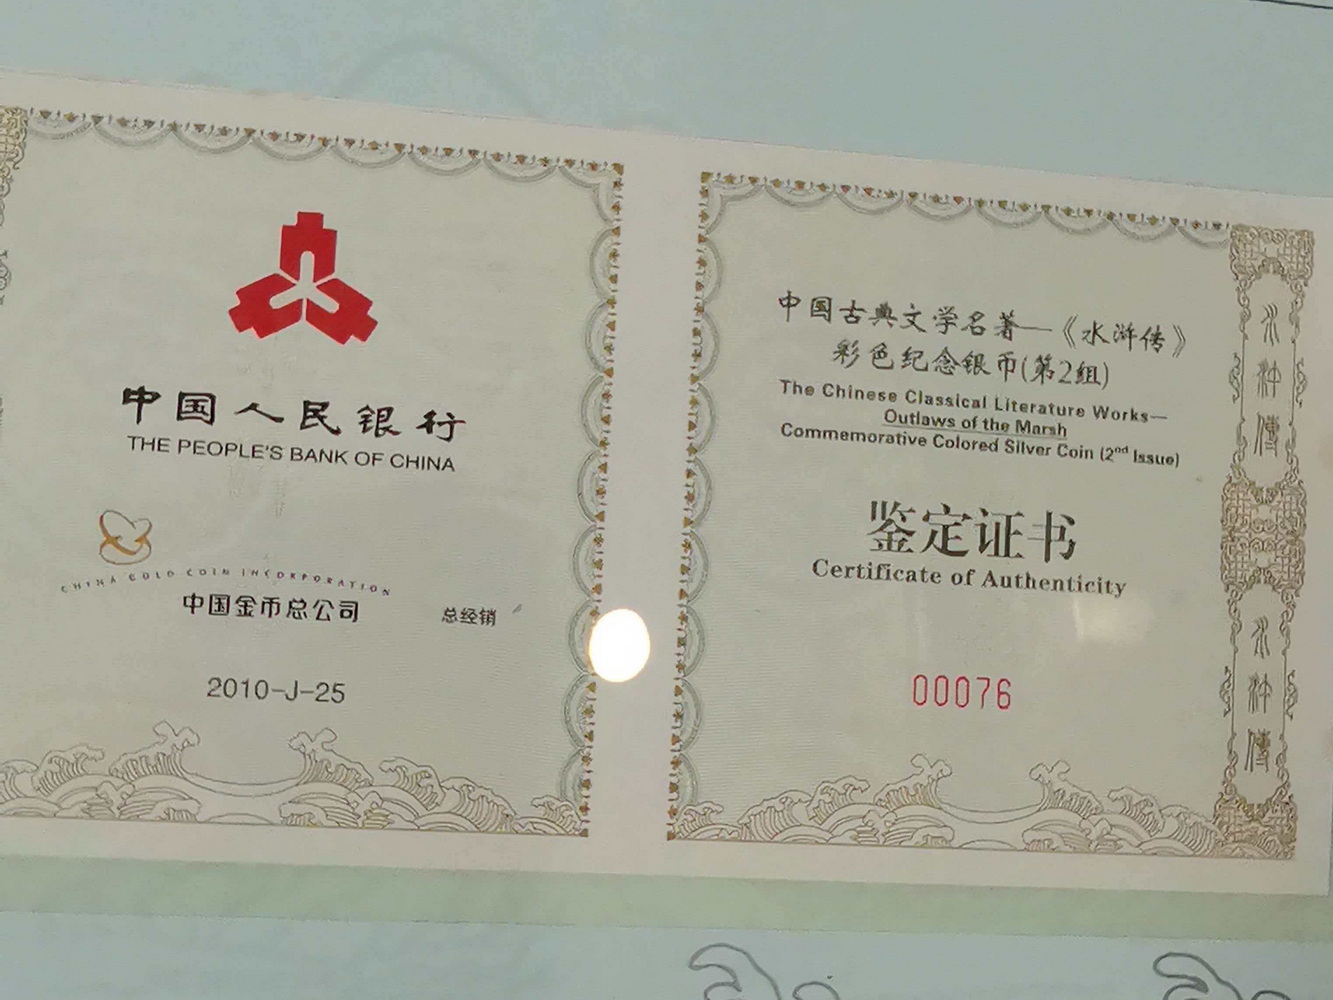 中国人民银行
THE PEOPLE'S BANK OF CHINA
CHINA GOLD COIN INCORPORATION
中国金币总公司 总经销
2010-J-25
中国古典文学名著—《水浒传》
彩色纪念银币(第2组)
The Chinese Classical Literature Works—
Outlaws of the Marsh
Commemorative Colored Silver Coin (2nd Issue)
鉴定证书
Certificate of Authenticity
00076
水浒傳
水浒傳